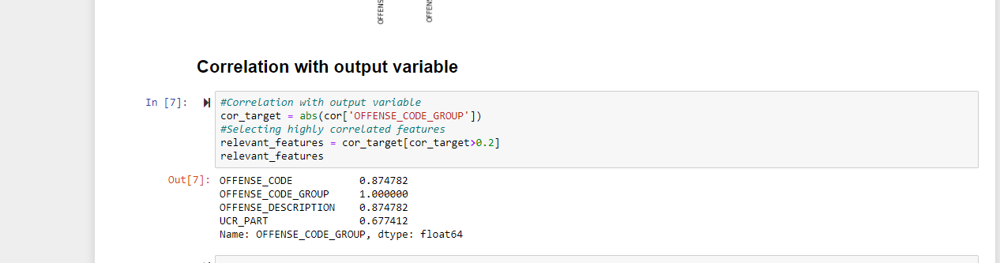 OFFENS
OFFENS
Correlation with output variable
In [7]:
#Correlation with output variable
cor_target = abs(cor['OFFENSE_CODE_GROUP'])
#Selecting highly correlated features
relevant_features = cor_target[cor_target>0.2]
relevant_features
Out[7]:
OFFENSE_CODE 0.874782
OFFENSE_CODE_GROUP 1.000000
OFFENSE_DESCRIPTION 0.874782
UCR_PART 0.677412
Name: OFFENSE_CODE_GROUP, dtype: float64